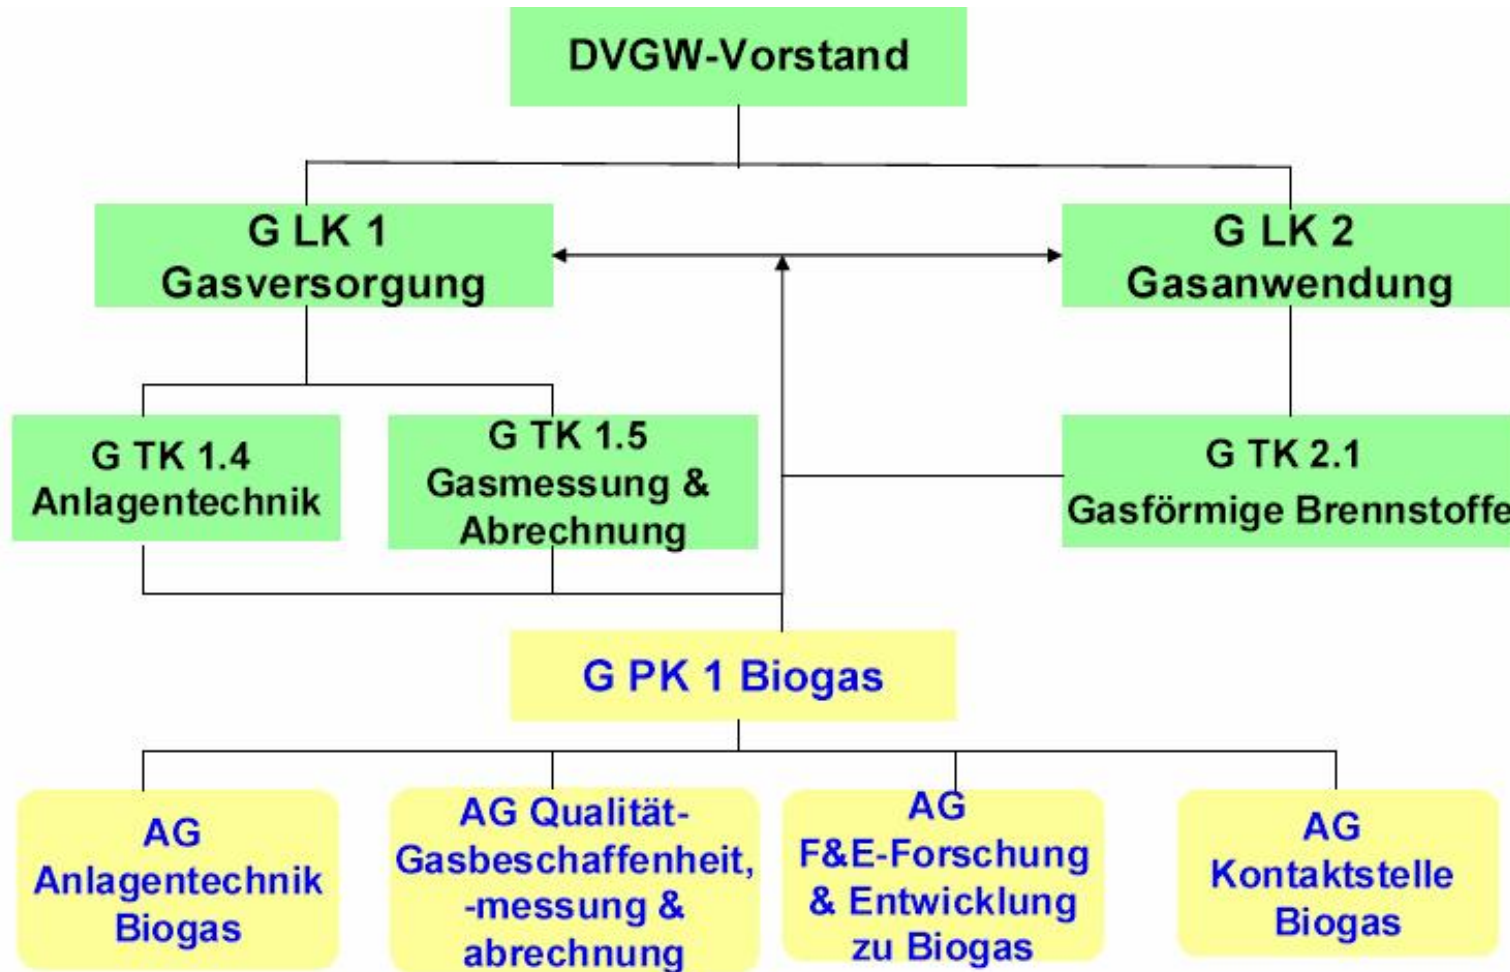 DVGW-Vorstand
G LK 1
Gasversorgung
G LK 2
Gasanwendung
G TK 1.4
Anlagentechnik
G TK 1.5
Gasmessung &
Abrechnung
G TK 2.1
Gasförmige Brennstoffe
G PK 1 Biogas
AG
Anlagentechnik
Biogas
AG Qualität-
Gasbeschaffenheit,
-messung &
abrechnung
AG
F&E-Forschung
& Entwicklung
zu Biogas
AG
Kontaktstelle
Biogas